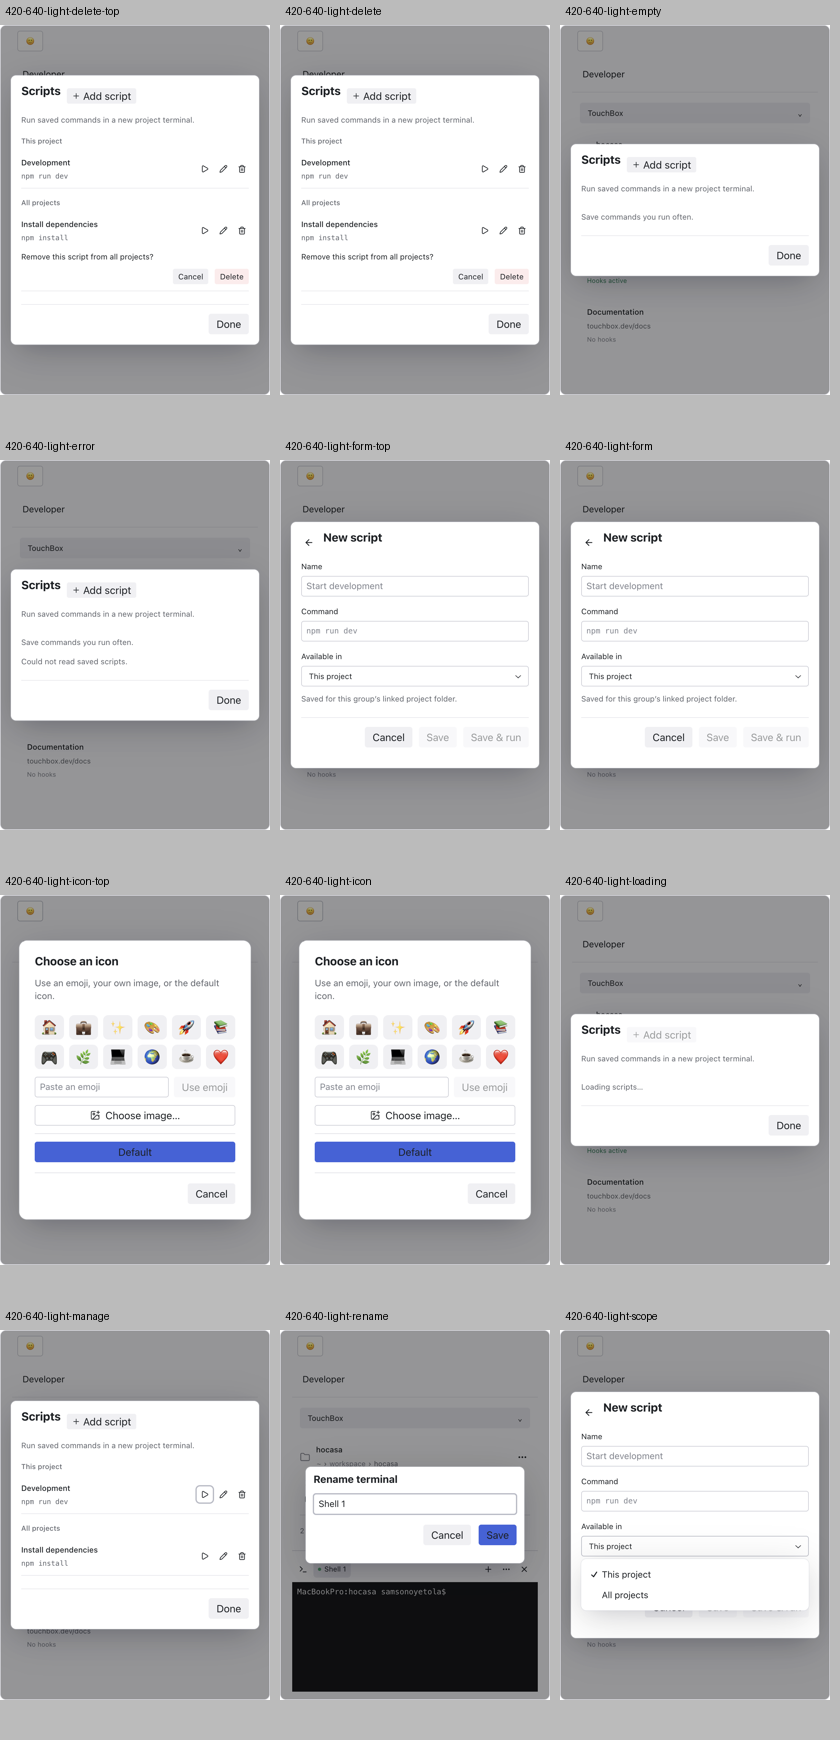 420-640-light-delete-top
Developer
Scripts
+ Add script
Run saved commands in a new project terminal.
This project
Development
npm run dev
All projects
Install dependencies
npm install
Remove this script from all projects?
Cancel
Delete
Done
420-640-light-delete
Developer
Scripts
+ Add script
Run saved commands in a new project terminal.
This project
Development
npm run dev
All projects
Install dependencies
npm install
Remove this script from all projects?
Cancel
Delete
Done
420-640-light-empty
Developer
TouchBox
Scripts
+ Add script
Run saved commands in a new project terminal.
Save commands you run often.
Done
Hooks active
Documentation
touchbox.dev/docs
No hooks
420-640-light-error
Developer
TouchBox
Scripts
+ Add script
Run saved commands in a new project terminal.
Save commands you run often.
Could not read saved scripts.
Done
Documentation
touchbox.dev/docs
No hooks
420-640-light-form-top
Developer
New script
Name
Start development
Command
npm run dev
Available in
This project
Saved for this group's linked project folder.
Cancel
Save
Save & run
No hooks
420-640-light-form
Developer
New script
Name
Start development
Command
npm run dev
Available in
This project
Saved for this group's linked project folder.
Cancel
Save
Save & run
No hooks
420-640-light-icon-top
Choose an icon
Use an emoji, your own image, or the default
icon.
Paste an emoji
Use emoji
Choose image...
Default
Cancel
420-640-light-icon
Choose an icon
Use an emoji, your own image, or the default
icon.
Paste an emoji
Use emoji
Choose image...
Default
Cancel
420-640-light-loading
Developer
TouchBox
Scripts
+ Add script
Run saved commands in a new project terminal.
Loading scripts...
Done
Hooks active
Documentation
touchbox.dev/docs
No hooks
420-640-light-manage
Developer
Scripts
+ Add script
Run saved commands in a new project terminal.
This project
Development
npm run dev
All projects
Install dependencies
npm install
Done
touchbox.dev/docs
No hooks
420-640-light-rename
Developer
TouchBox
hocasa
~ › workspace › hocasa
Rename terminal
Shell 1
Cancel
Save
2
Shell 1
MacBookPro:hocasa samsonoyetola$
420-640-light-scope
Developer
New script
Name
Start development
Command
npm run dev
Available in
This project
✓ This project
All projects
No hooks